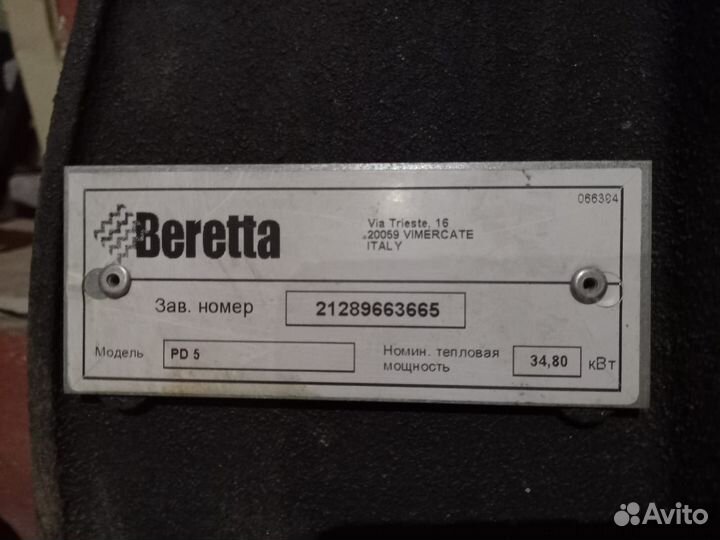 066394
Beretta
Via Trieste, 16
20059 VIMERCATE
ITALY
Зав. номер 21289663665
Модель PD 5
Номин. тепловая мощность 34,80 кВт
Avito